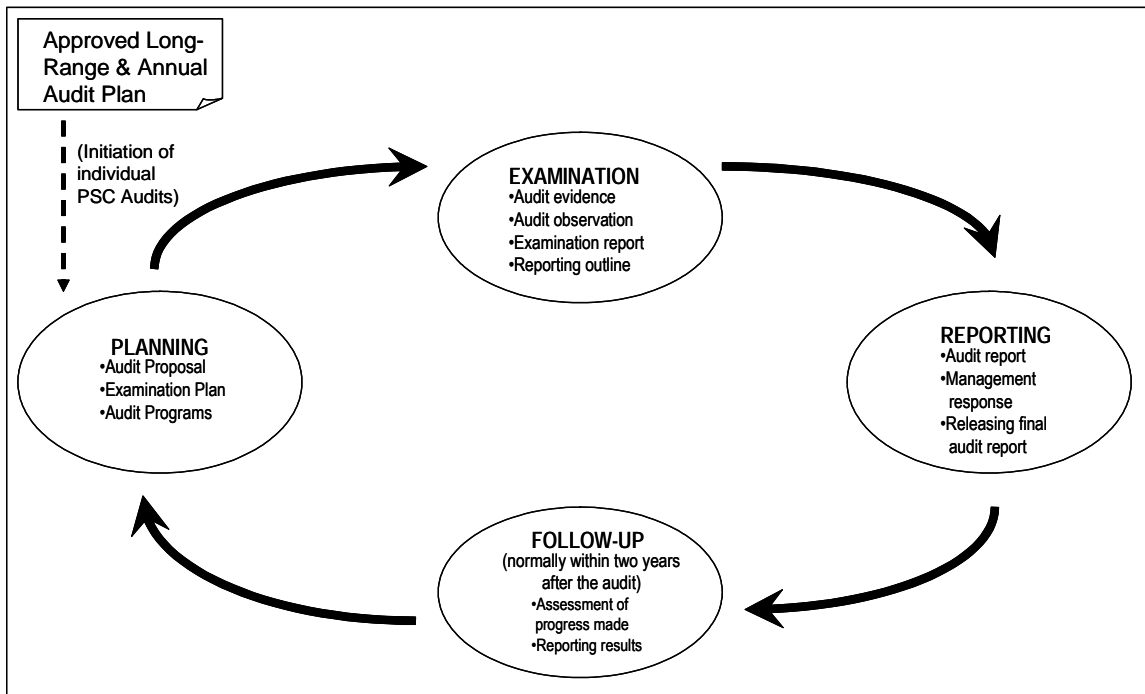 Approved Long-
Range & Annual
Audit Plan
(Initiation of
individual
PSC Audits)
EXAMINATION
•Audit evidence
•Audit observation
•Examination report
•Reporting outline
PLANNING
•Audit Proposal
•Examination Plan
•Audit Programs
REPORTING
•Audit report
•Management
response
•Releasing final
audit report
FOLLOW-UP
(normally within two years
after the audit)
•Assessment of
progress made
•Reporting results